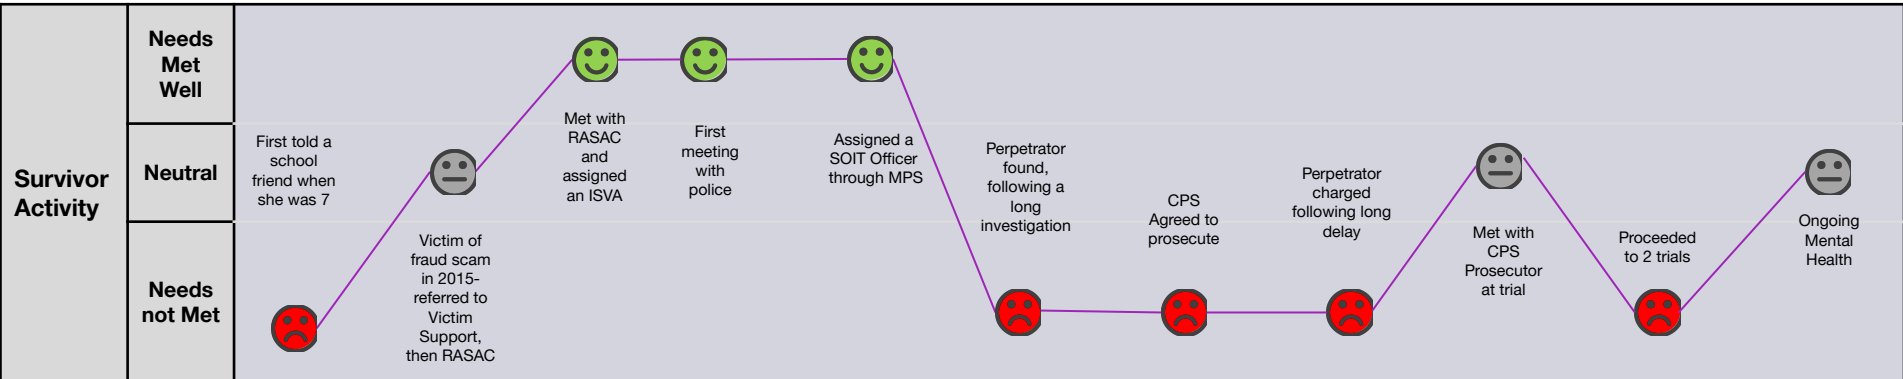 Survivor
Activity
Needs
Met
Well
Neutral
Needs
not Met
First told a
school
friend when
she was 7
Victim of
fraud scam
in 2015-
referred to
Victim
Support,
then RASAC
Met with
RASAC
and
assigned
an ISVA
First
meeting
with
police
Assigned a
SOIT Officer
through MPS
Perpetrator
found,
following a
long
investigation
CPS
Agreed to
prosecute
Perpetrator
charged
following long
delay
Met with
CPS
Prosecutor
at trial
Proceeded
to 2 trials
Ongoing
Mental
Health